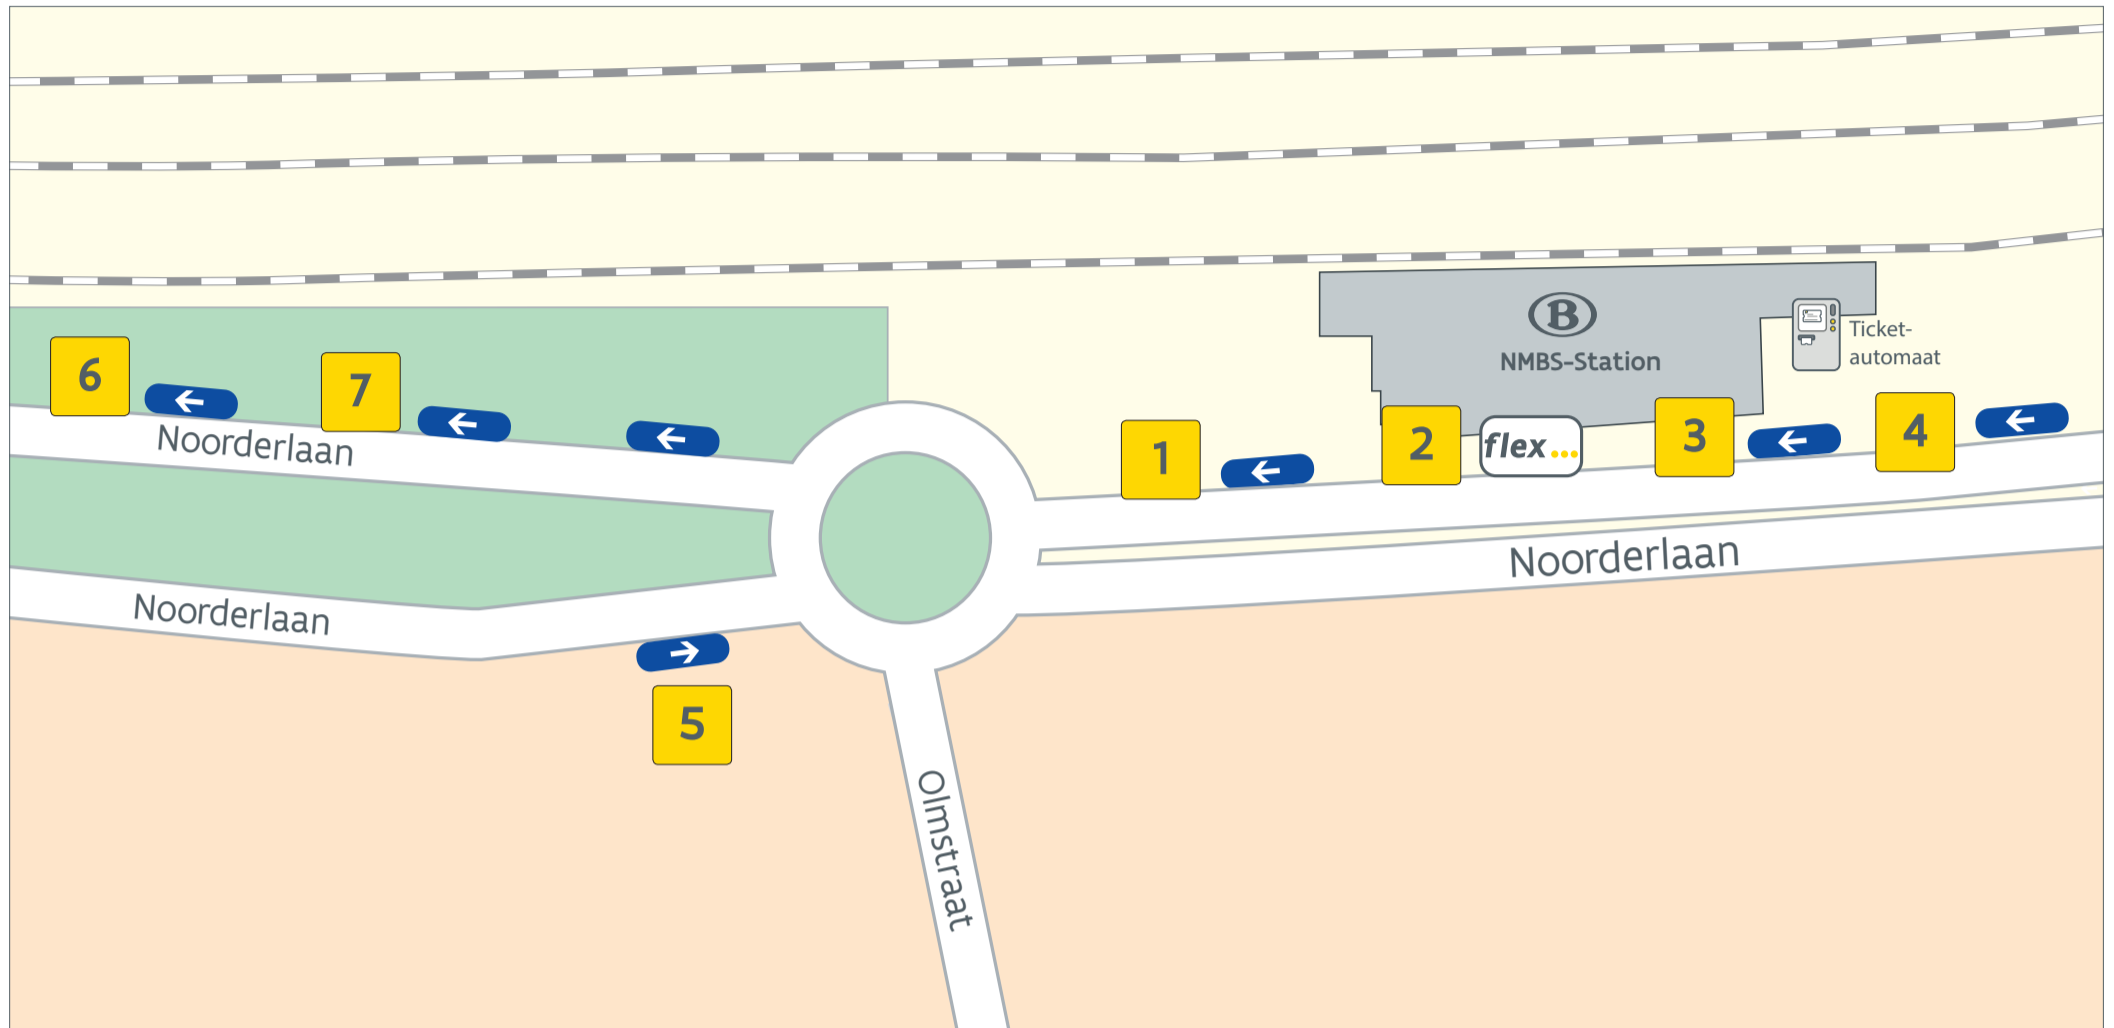 B
NMBS-Station
Ticket-
automaat
6
7
Noorderlaan
1
2
flex...
3
4
Noorderlaan
Noorderlaan
5
Olmstraat